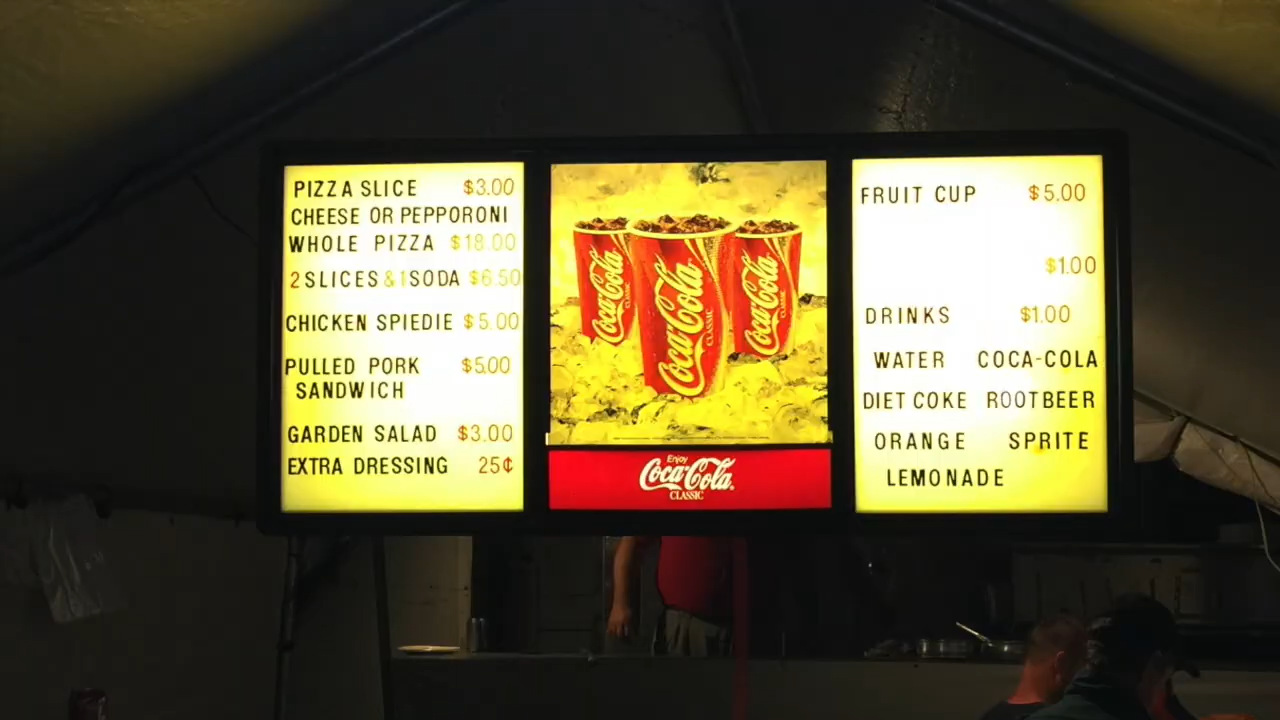 PIZZA SLICE $3.00
CHEESE OR PEPPORONI
WHOLE PIZZA $18.00
2 SLICES & 1 SODA $6.50
CHICKEN SPIEDIE $5.00
PULLED PORK $5.00
SANDWICH
GARDEN SALAD $3.00
EXTRA DRESSING 25¢
Coca-Cola CLASSIC
Coca-Cola CLASSIC
Coca-Cola CLASSIC
Enjoy
Coca-Cola
CLASSIC
FRUIT CUP $5.00
$1.00
DRINKS $1.00
WATER COCA-COLA
DIET COKE ROOTBEER
ORANGE SPRITE
LEMONADE